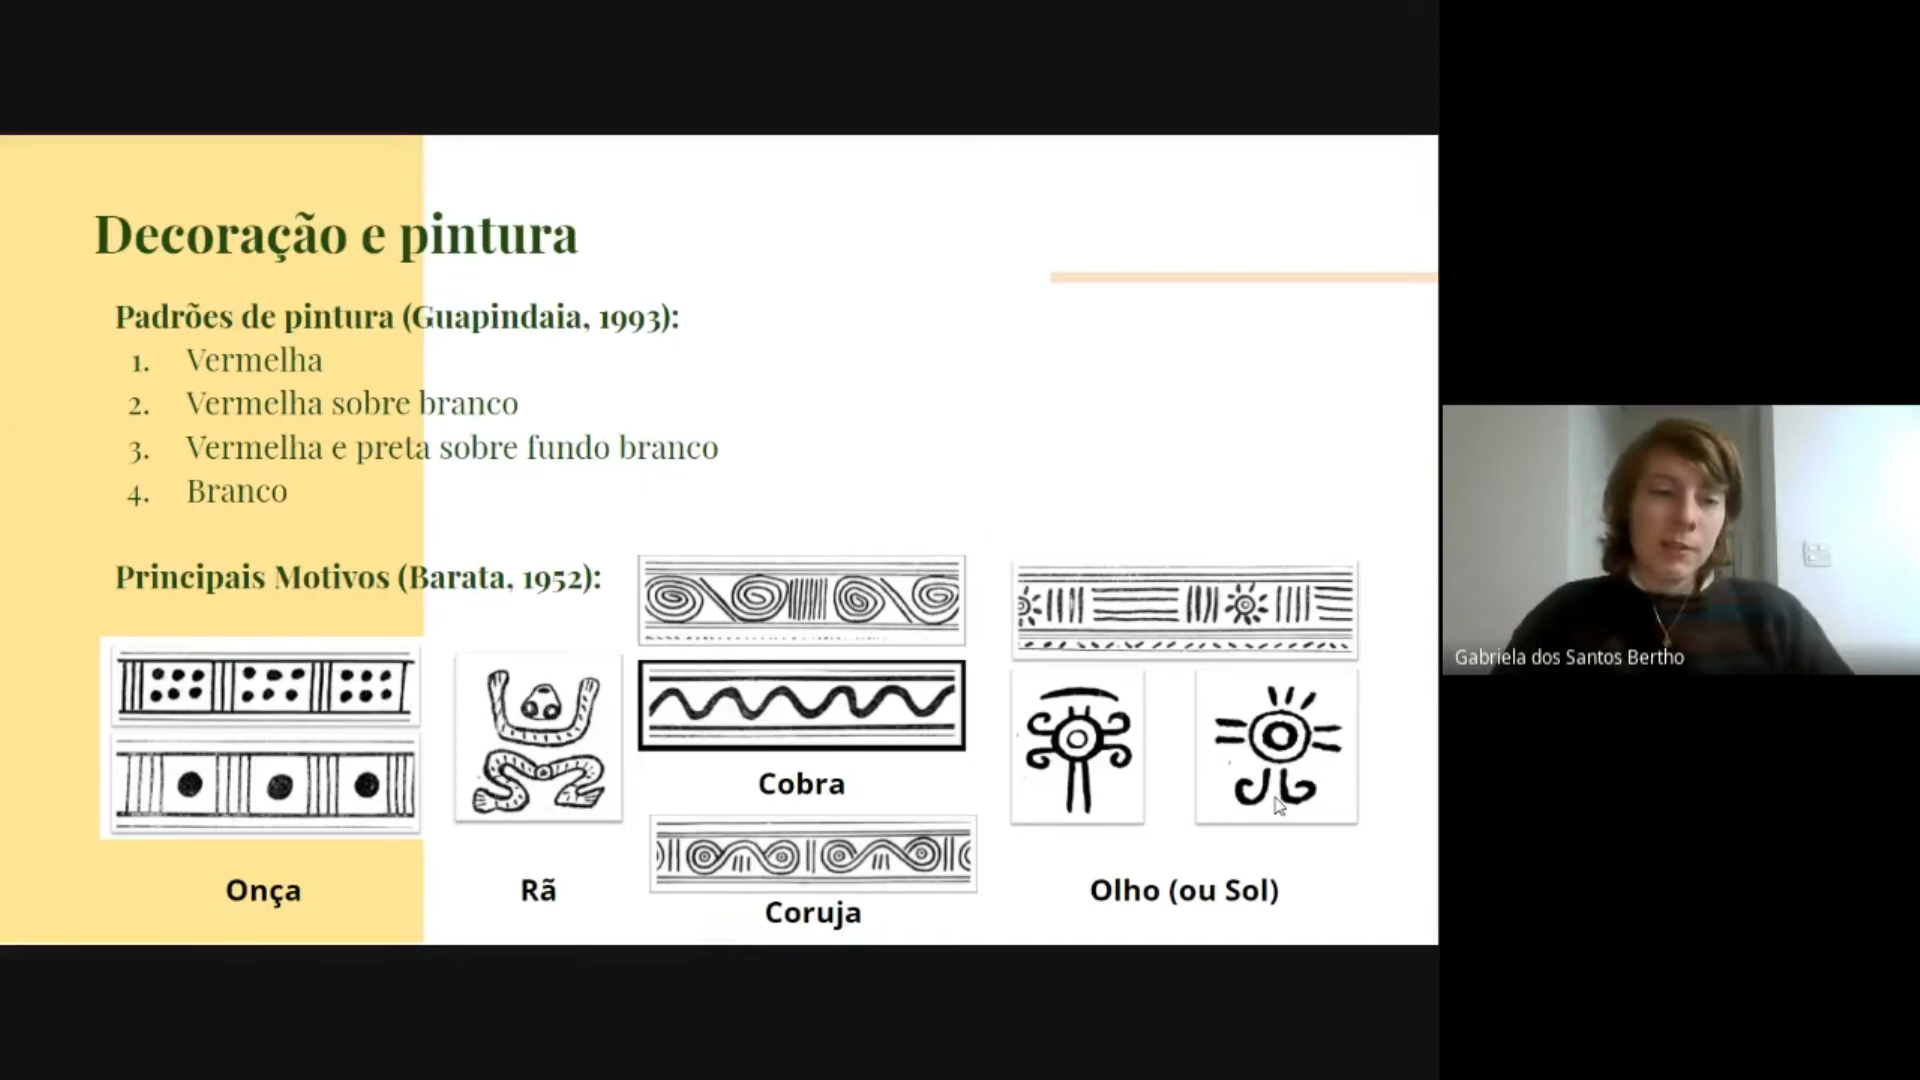 Decoração e pintura
Padrões de pintura (Guapindaia, 1993):
1. Vermelha
2. Vermelha sobre branco
3. Vermelha e preta sobre fundo branco
4. Branco
Principais Motivos (Barata, 1952):
Onça
Rã
Cobra
Coruja
Olho (ou Sol)
Gabriela dos Santos Bertho